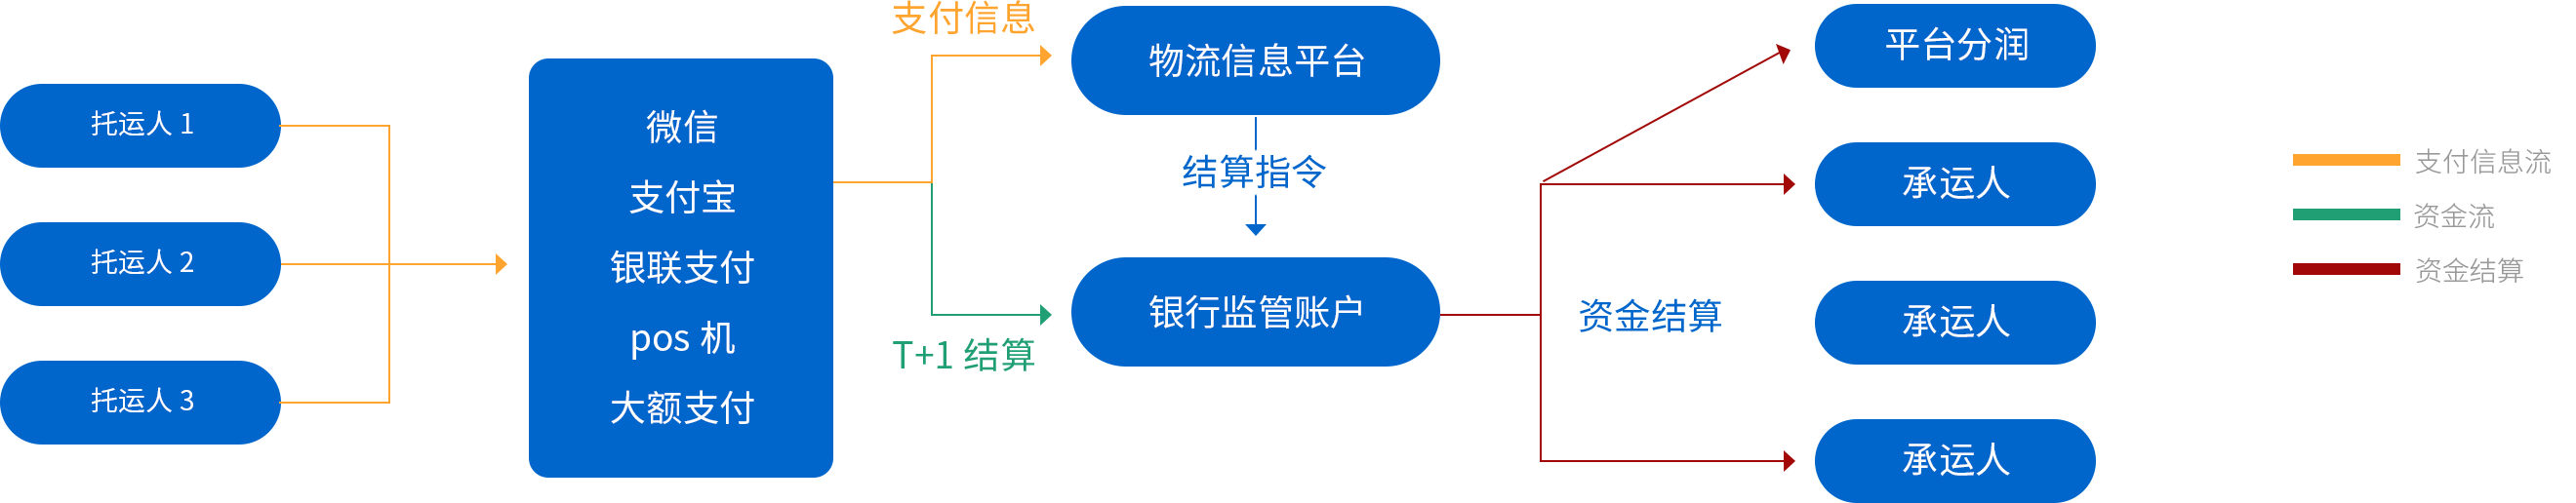 托运人 1
托运人 2
托运人 3
微信
支付宝
银联支付
pos 机
大额支付
支付信息
T+1 结算
物流信息平台
结算指令
银行监管账户
资金结算
平台分润
承运人
承运人
承运人
支付信息流
资金流
资金结算